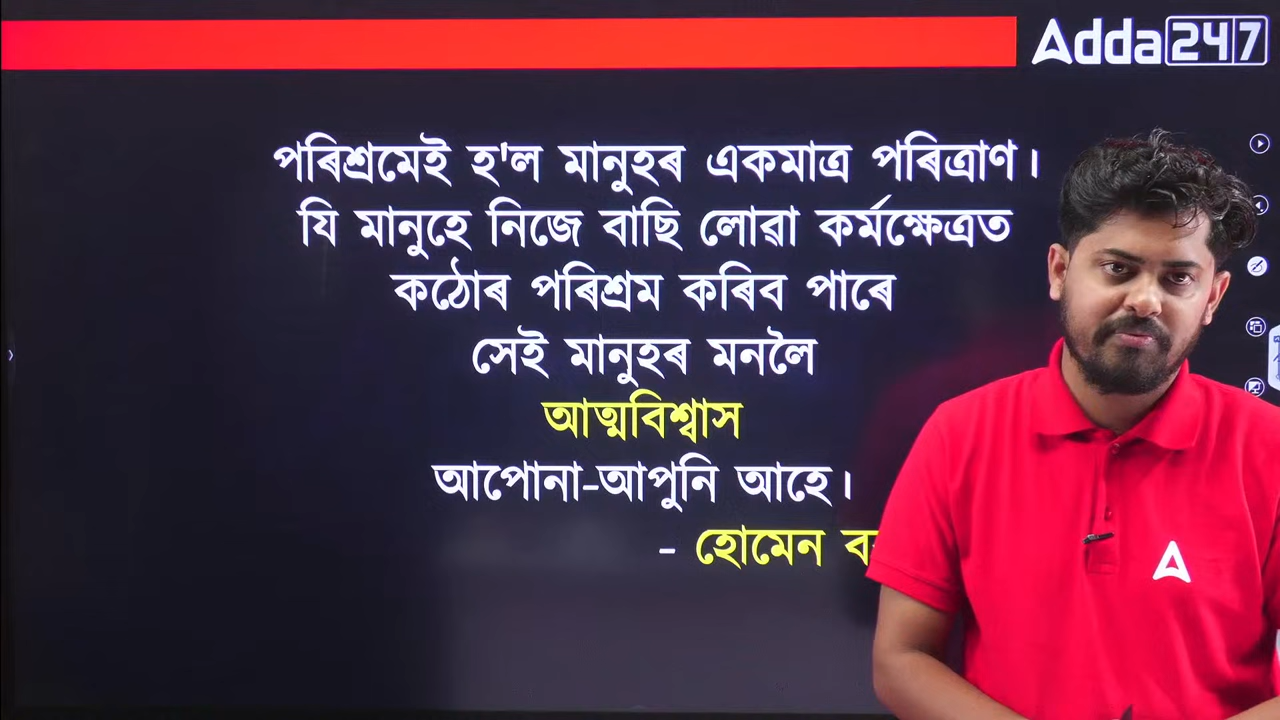 Adda247
পৰিশ্ৰমেই হ'ল মানুহৰ একমাত্ৰ পৰিত্ৰাণ।
যি মানুহে নিজে বাছি লোৱা কৰ্মক্ষেত্ৰত
কঠোৰ পৰিশ্ৰম কৰিব পাৰে
সেই মানুহৰ মনলৈ
আত্মবিশ্বাস
আপোনা-আপুনি আহে।
- হোমেন